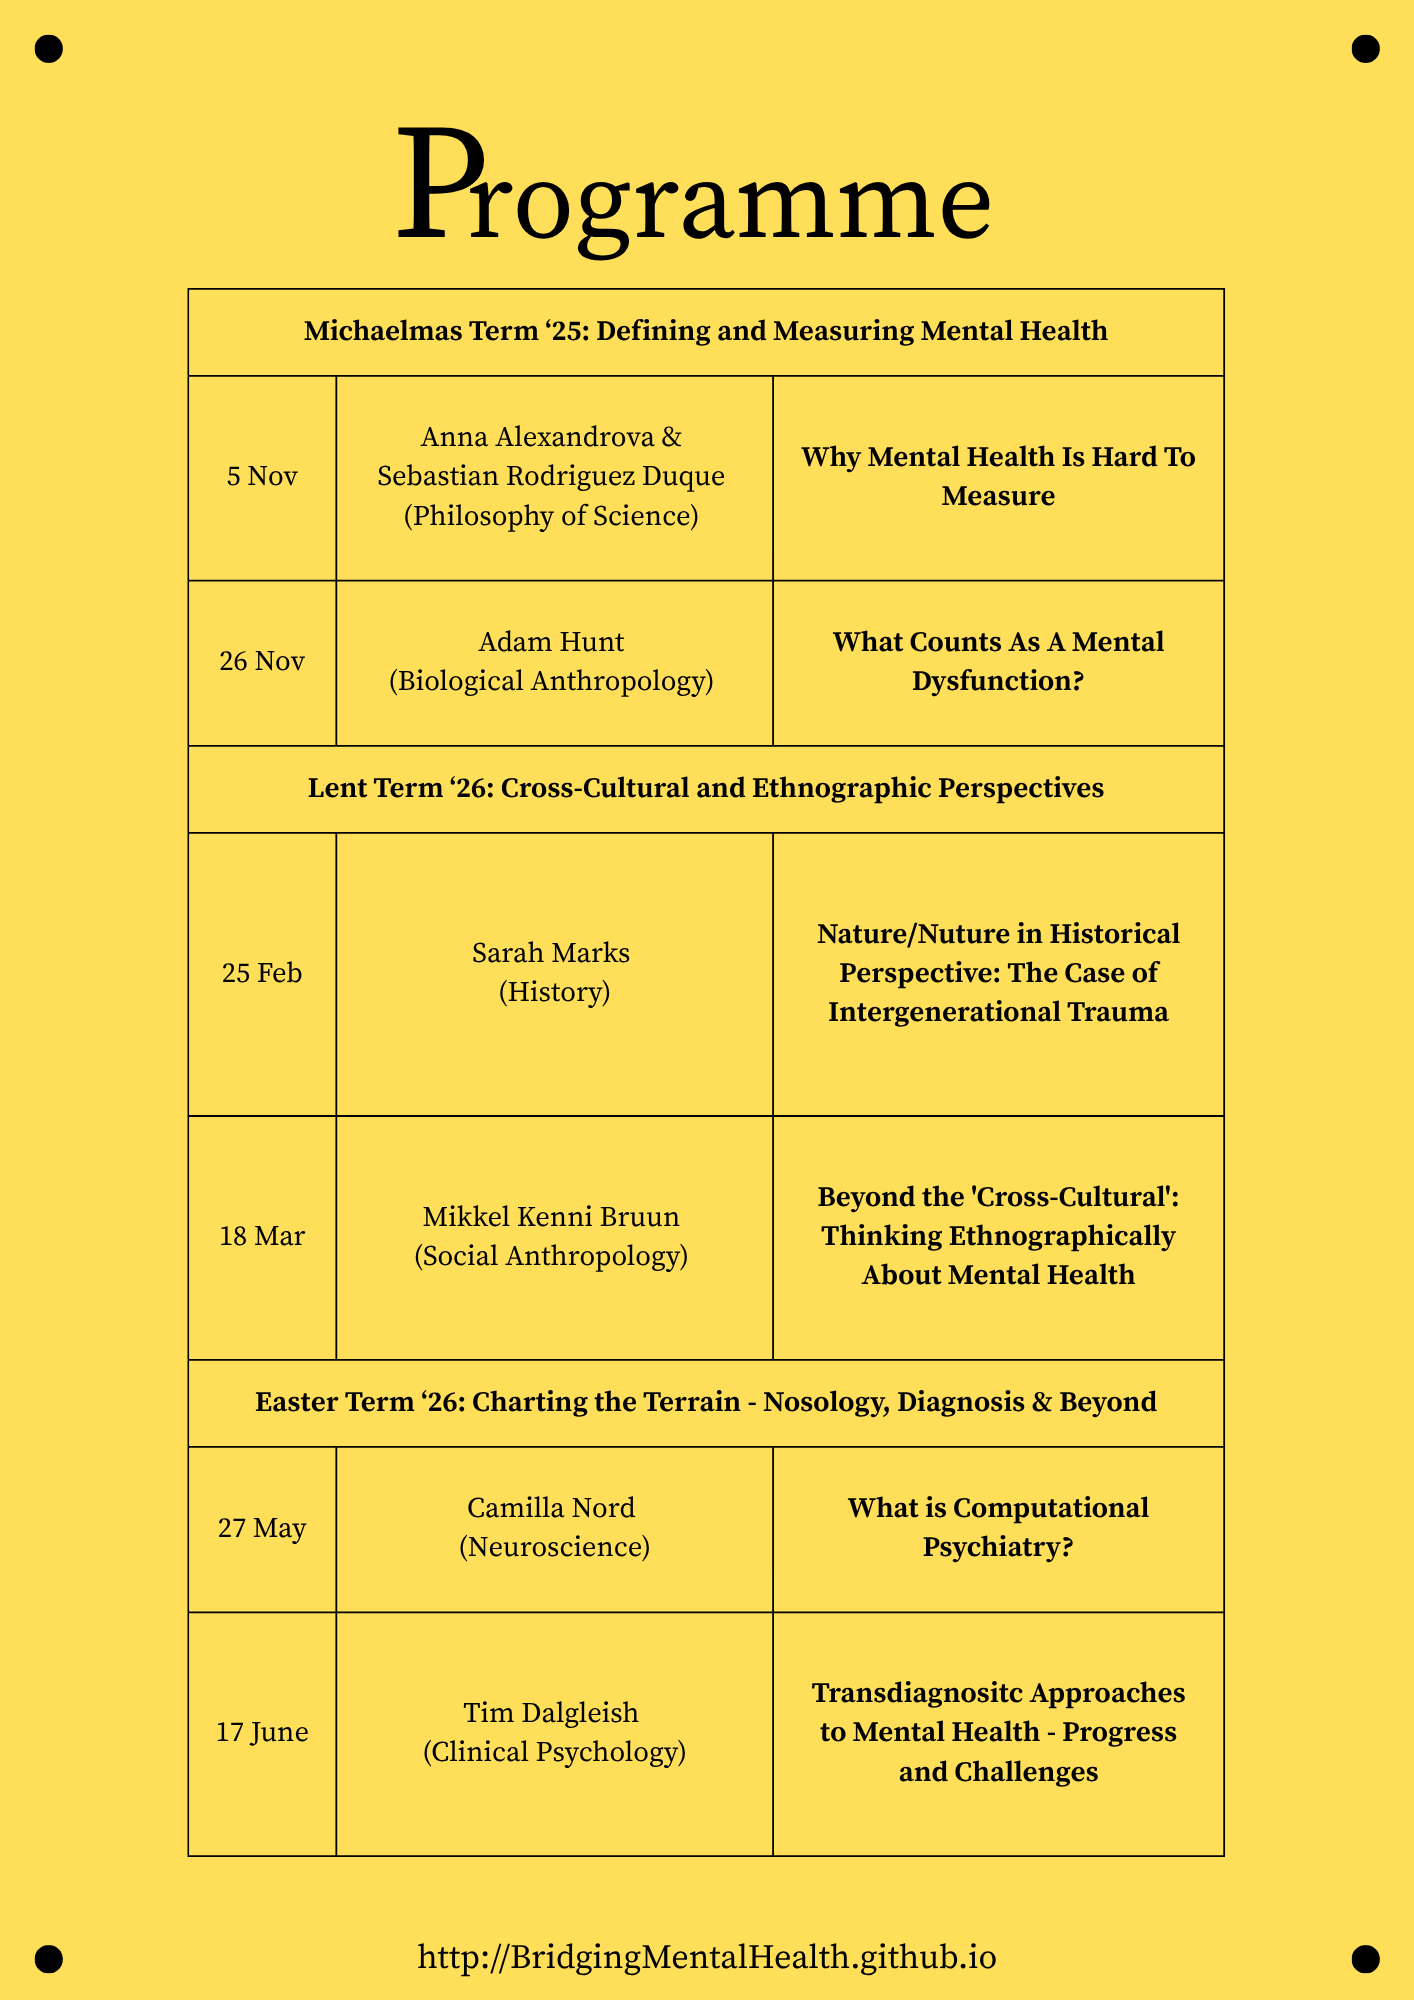 Programme
Michaelmas Term ‘25: Defining and Measuring Mental Health
5 Nov
Anna Alexandrova &
Sebastian Rodriguez Duque
(Philosophy of Science)
Why Mental Health Is Hard To
Measure
26 Nov
Adam Hunt
(Biological Anthropology)
What Counts As A Mental
Dysfunction?
Lent Term ‘26: Cross-Cultural and Ethnographic Perspectives
25 Feb
Sarah Marks
(History)
Nature/Nuture in Historical
Perspective: The Case of
Intergenerational Trauma
18 Mar
Mikkel Kenni Bruun
(Social Anthropology)
Beyond the 'Cross-Cultural':
Thinking Ethnographically
About Mental Health
Easter Term ‘26: Charting the Terrain - Nosology, Diagnosis & Beyond
27 May
Camilla Nord
(Neuroscience)
What is Computational
Psychiatry?
17 June
Tim Dalgleish
(Clinical Psychology)
Transdiagnositc Approaches
to Mental Health - Progress
and Challenges
http://BridgingMentalHealth.github.io